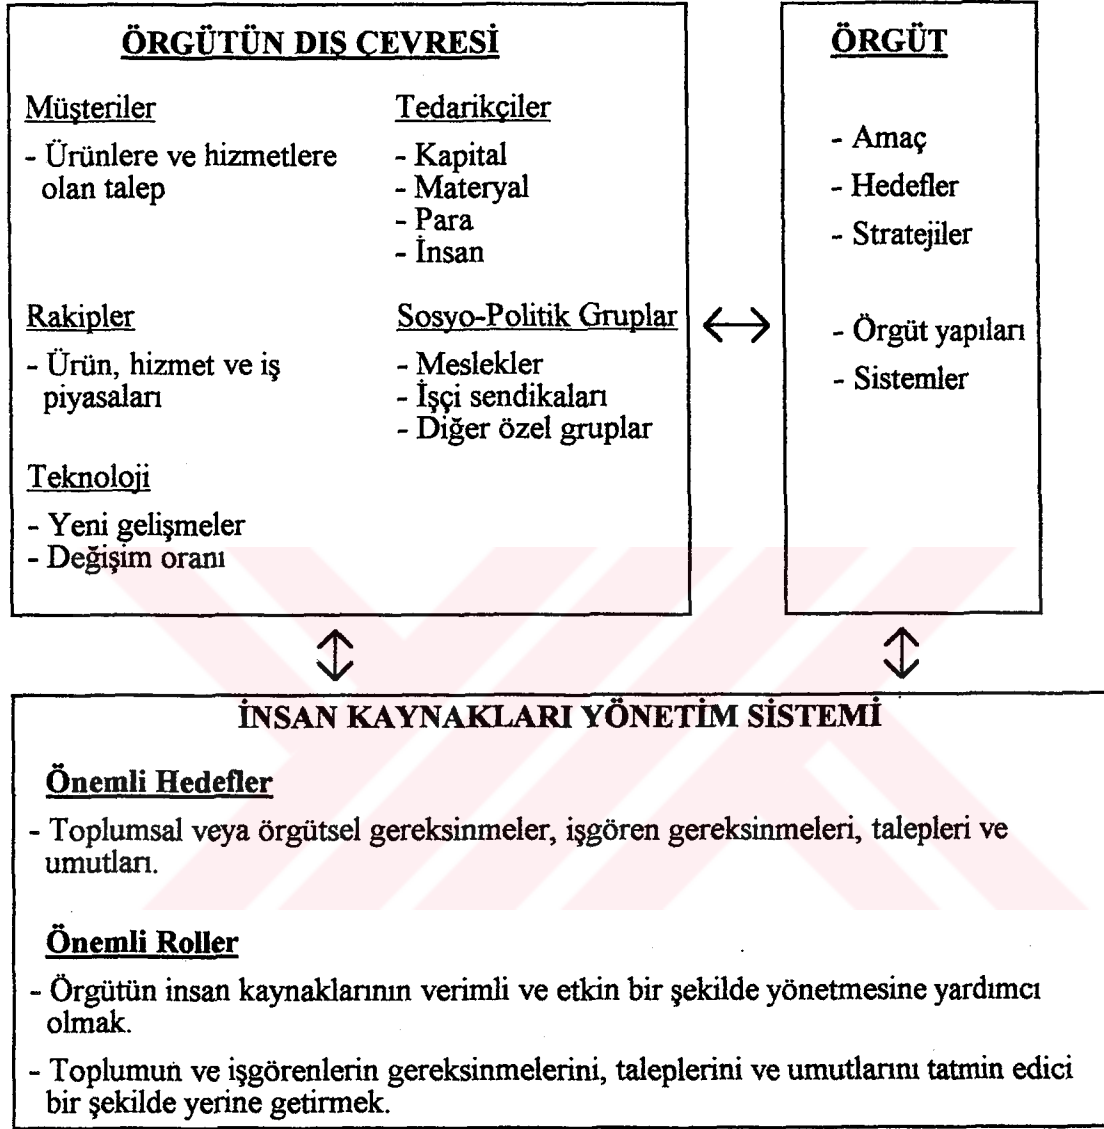 ÖRGÜTÜN DIŞ ÇEVRESİ
Müşteriler
- Ürünlere ve hizmetlere
olan talep
Rakipler
- Ürün, hizmet ve iş
piyasaları
Teknoloji
- Yeni gelişmeler
- Değişim oranı
Tedarikçiler
- Kapital
- Materyal
- Para
- İnsan
Sosyo-Politik Gruplar
- Meslekler
- İşçi sendikaları
- Diğer özel gruplar
ÖRGÜT
- Amaç
- Hedefler
- Stratejiler
- Örgüt yapıları
- Sistemler
İNSAN KAYNAKLARI YÖNETİM SİSTEMİ
Önemli Hedefler
- Toplumsal veya örgütsel gereksinmeler, işgören gereksinmeleri, talepleri ve
umutları.
Önemli Roller
- Örgütün insan kaynaklarının verimli ve etkin bir şekilde yönetmesine yardımcı
olmak.
- Toplumun ve işgörenlerin gereksinmelerini, taleplerini ve umutlarını tatmin edici
bir şekilde yerine getirmek.